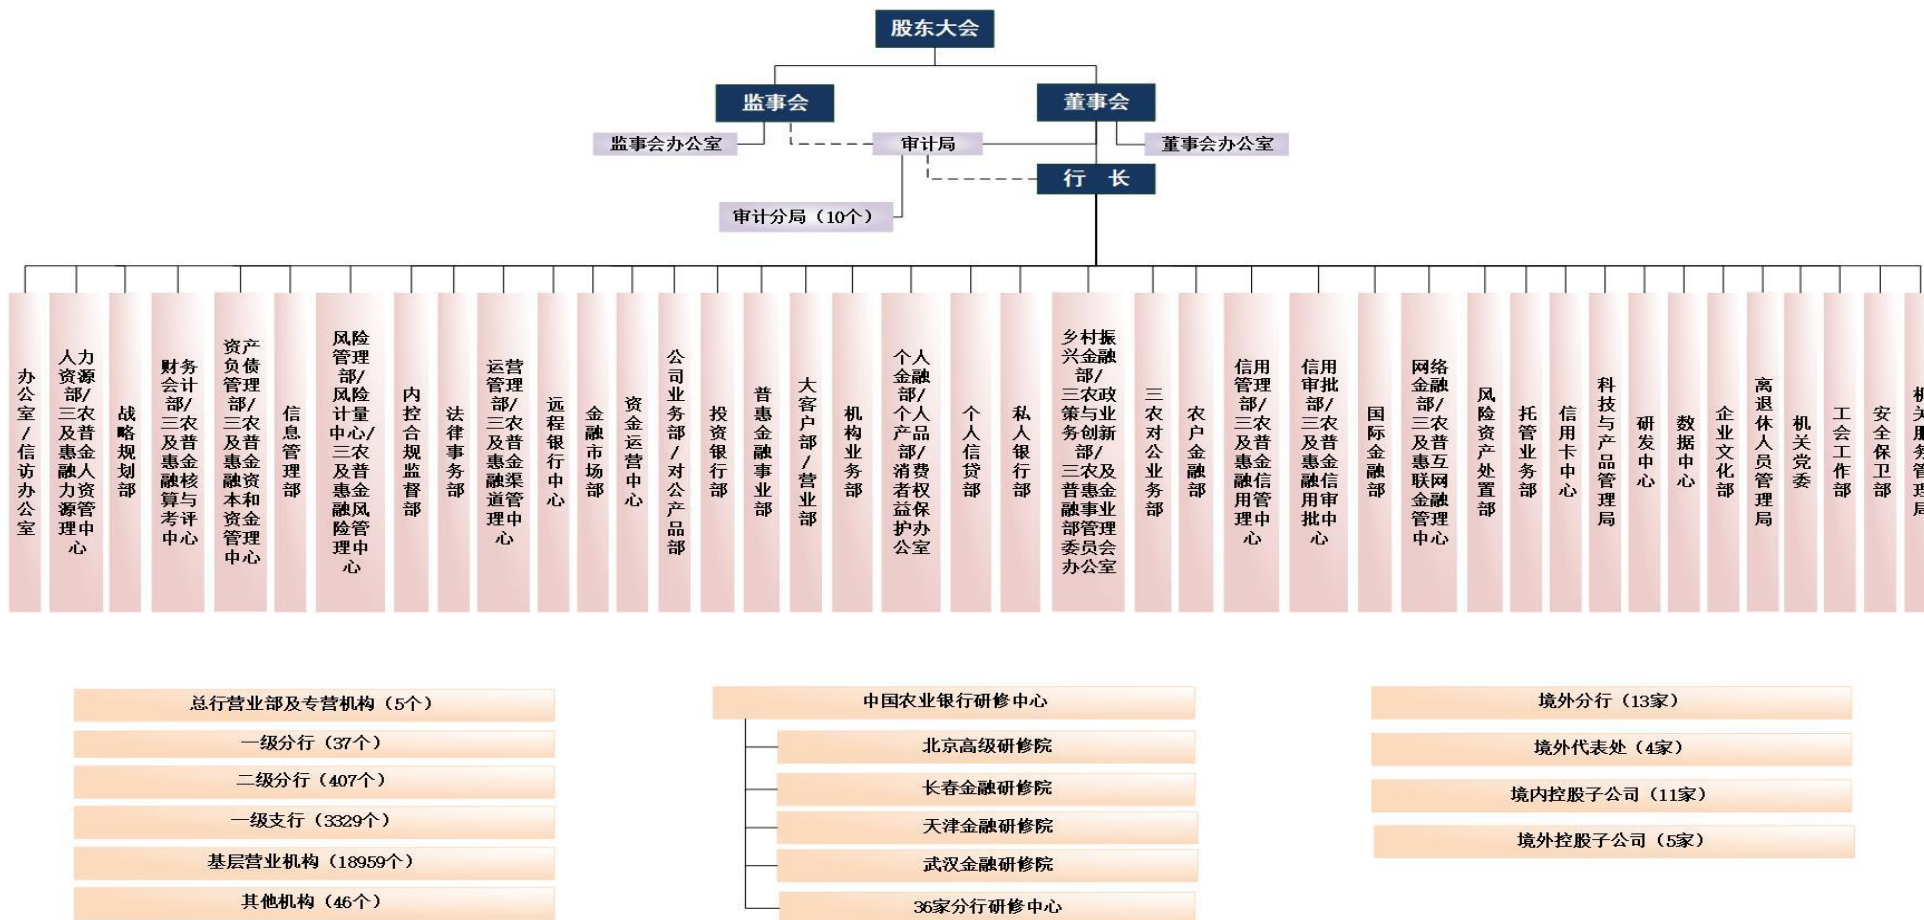 股东大会
监事会
董事会
监事会办公室
审计局
董事会办公室
行 长
审计分局（10个）
办公室/信访办公室
人力资源部/三农及普惠金融人力资源管理中心
战略规划部
财务会计部/三农及普惠金融核算与考评中心
资产负债管理部/三农及普惠金融资本和资金管理中心
信息管理部
风险管理部/风险计量中心/三农及普惠金融风险管理中心
内控合规监督部
法律事务部
运营管理部/三农及普惠金融渠道管理中心
远程银行中心
金融市场部
资金运营中心
公司业务部/对公产品部
投资银行部
普惠金融事业部
大客户部/营业部
机构业务部
个人金融部/个人产品部/消费者权益保护办公室
个人信贷部
私人银行部
乡村振兴金融部/三农政策与业务创新部/三农及普惠金融事业部管理委员会办公室
三农对公业务部
农户金融部
信用管理部/三农及普惠金融信用管理中心
信用审批部/三农及普惠金融信用审批中心
国际金融部
网络金融部/三农及普惠互联网金融管理中心
风险资产处置部
托管业务部
信用卡中心
科技与产品管理局
研发中心
数据中心
企业文化部
离退休人员管理局
机关党委
工会工作部
安全保卫部
机关服务管理局
总行营业部及专营机构（5个）
一级分行（37个）
二级分行（407个）
一级支行（3329个）
基层营业机构（18959个）
其他机构（46个）
中国农业银行研修中心
北京高级研修院
长春金融研修院
天津金融研修院
武汉金融研修院
36家分行研修中心
境外分行（13家）
境外代表处（4家）
境内控股子公司（11家）
境外控股子公司（5家）